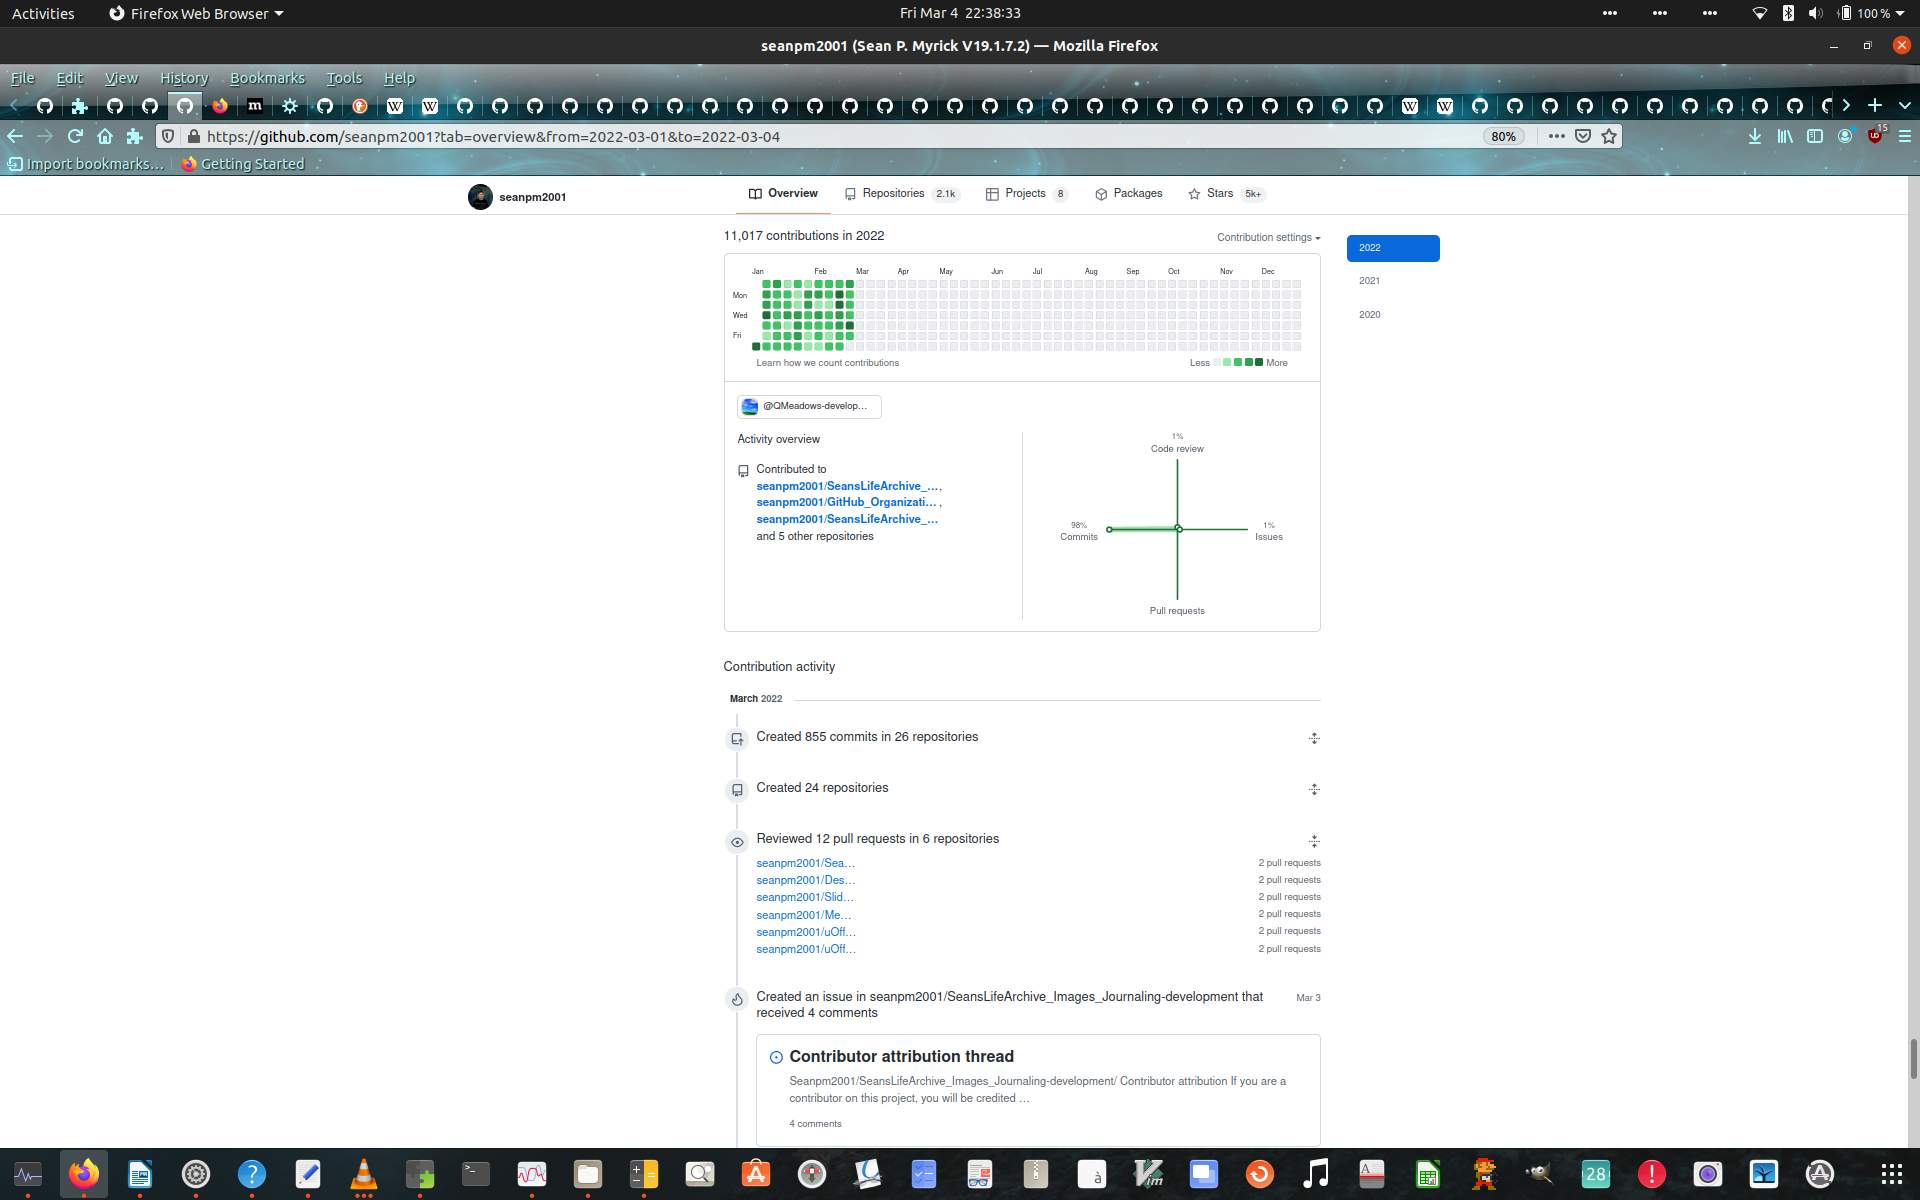 Activities
Firefox Web Browser
Fri Mar 4 22:38:33
100 %
seanpm2001 (Sean P. Myrick V19.1.7.2) — Mozilla Firefox
File Edit View History Bookmarks Tools Help
https://github.com/seanpm2001?tab=overview&from=2022-03-01&to=2022-03-04
80%
15
Import bookmarks... Getting Started
seanpm2001
Overview Repositories 2.1k Projects 8 Packages Stars 5k+
11,017 contributions in 2022
Contribution settings
2022
2021
2020
Jan Feb Mar Apr May Jun Jul Aug Sep Oct Nov Dec
Mon
Wed
Fri
Learn how we count contributions
Less More
@QMeadows-develop...
Activity overview
Contributed to
seanpm2001/SeansLifeArchive_...,
seanpm2001/GitHub_Organizati...,
seanpm2001/SeansLifeArchive_...
and 5 other repositories
1%
Code review
98%
Commits
1%
Issues
Pull requests
Contribution activity
March 2022
Created 855 commits in 26 repositories
Created 24 repositories
Reviewed 12 pull requests in 6 repositories
seanpm2001/Sea... 2 pull requests
seanpm2001/Des... 2 pull requests
seanpm2001/Slid... 2 pull requests
seanpm2001/Me... 2 pull requests
seanpm2001/uOff... 2 pull requests
seanpm2001/uOff... 2 pull requests
Created an issue in seanpm2001/SeansLifeArchive_Images_Journaling-development that
received 4 comments
Mar 3
Contributor attribution thread
Seanpm2001/SeansLifeArchive_Images_Journaling-development/ Contributor attribution If you are a
contributor on this project, you will be credited ...
4 comments
28